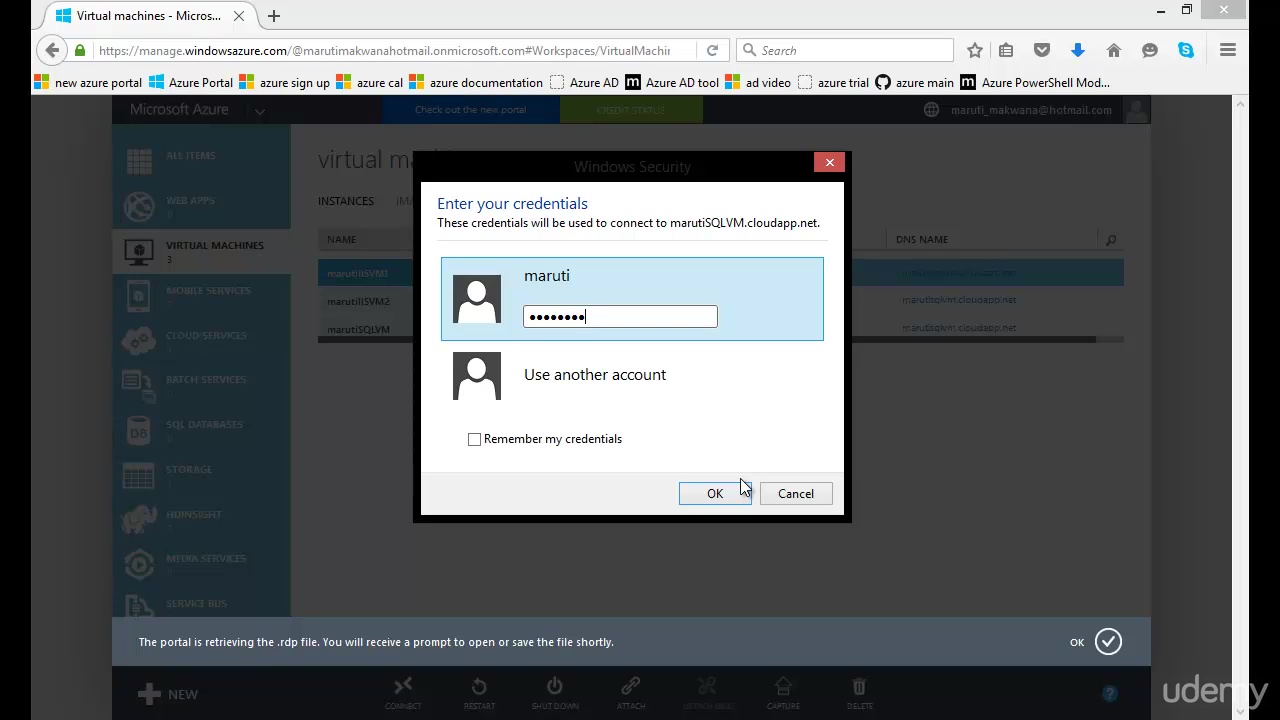 Virtual machines - Micros...
https://manage.windowsazure.com/@marutimakwanahotmail.onmicrosoft.com#Workspaces/VirtualMachin
Search
new azure portal
Azure Portal
azure sign up
azure cal
azure documentation
Azure AD
Azure AD tool
ad video
azure trial
azure main
Azure PowerShell Mod...
Microsoft Azure
Check out the new portal
CREDIT STATUS
maruti_makwana@hotmail.com
ALL ITEMS
WEB APPS
0
VIRTUAL MACHINES
3
MOBILE SERVICES
CLOUD SERVICES
BATCH SERVICES
SQL DATABASES
0
STORAGE
HDINSIGHT
MEDIA SERVICES
SERVICE BUS
virtual ma
INSTANCES
NAME
DNS NAME
marutiIISVM1
marutiIISVM2
marutisqlvm.cloudapp.net
marutiSQLVM
marutisqlvm.cloudapp.net
Windows Security
Enter your credentials
These credentials will be used to connect to marutiSQLVM.cloudapp.net.
maruti
••••••••
Use another account
Remember my credentials
OK
Cancel
The portal is retrieving the .rdp file. You will receive a prompt to open or save the file shortly.
OK
NEW
CONNECT
RESTART
SHUT DOWN
ATTACH
CAPTURE
DELETE
?
udemy